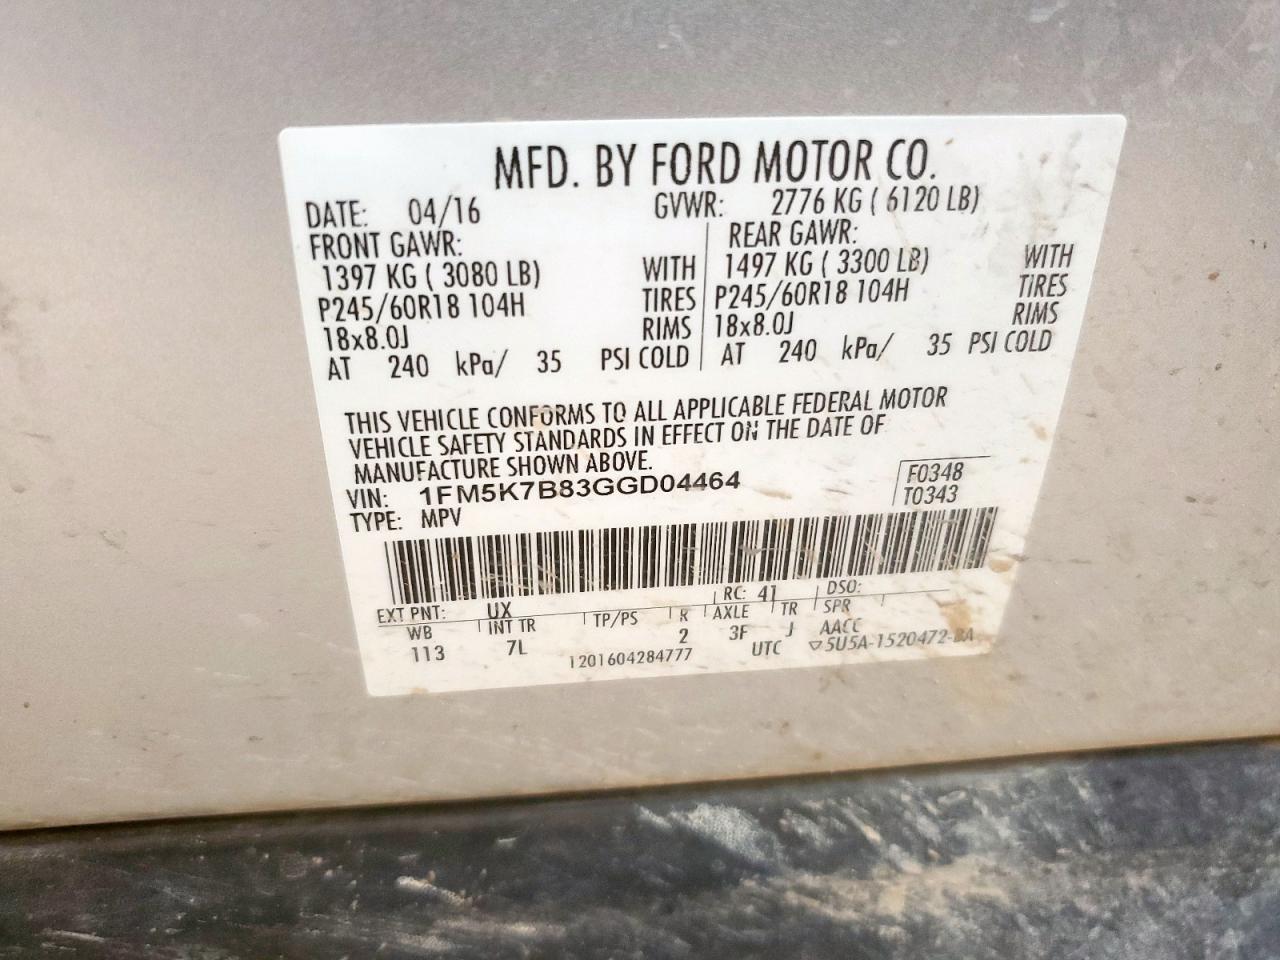 MFD. BY FORD MOTOR CO.
DATE: 04/16 GVWR: 2776 KG ( 6120 LB)
FRONT GAWR: REAR GAWR:
1397 KG ( 3080 LB) WITH 1497 KG ( 3300 LB) WITH
P245/60R18 104H TIRES P245/60R18 104H TIRES
18x8.0J RIMS 18x8.0J RIMS
AT 240 kPa/ 35 PSI COLD AT 240 kPa/ 35 PSI COLD
THIS VEHICLE CONFORMS TO ALL APPLICABLE FEDERAL MOTOR
VEHICLE SAFETY STANDARDS IN EFFECT ON THE DATE OF
MANUFACTURE SHOWN ABOVE.
VIN: 1FM5K7B83GGD04464 F0348
TYPE: MPV T0343
EXT PNT: UX RC: 41 DSO:
WB INT TR TP/PS R AXLE TR SPR
113 7L 2 3F J AACC
1201604284777 UTC ▽5U5A-1520472-BA